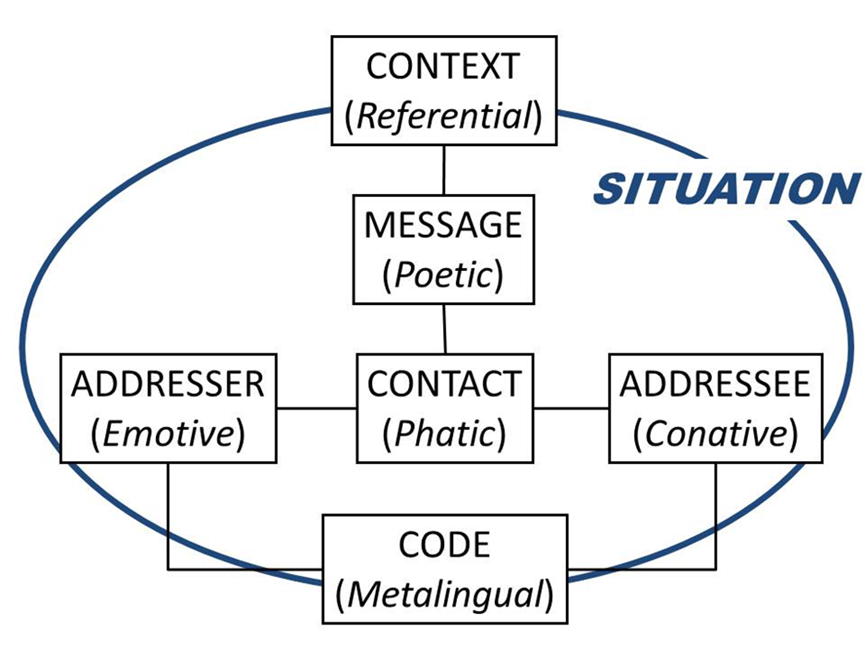 CONTEXT
(Referential)
SITUATION
MESSAGE
(Poetic)
ADDRESSER
(Emotive)
CONTACT
(Phatic)
ADDRESSEE
(Conative)
CODE
(Metalingual)